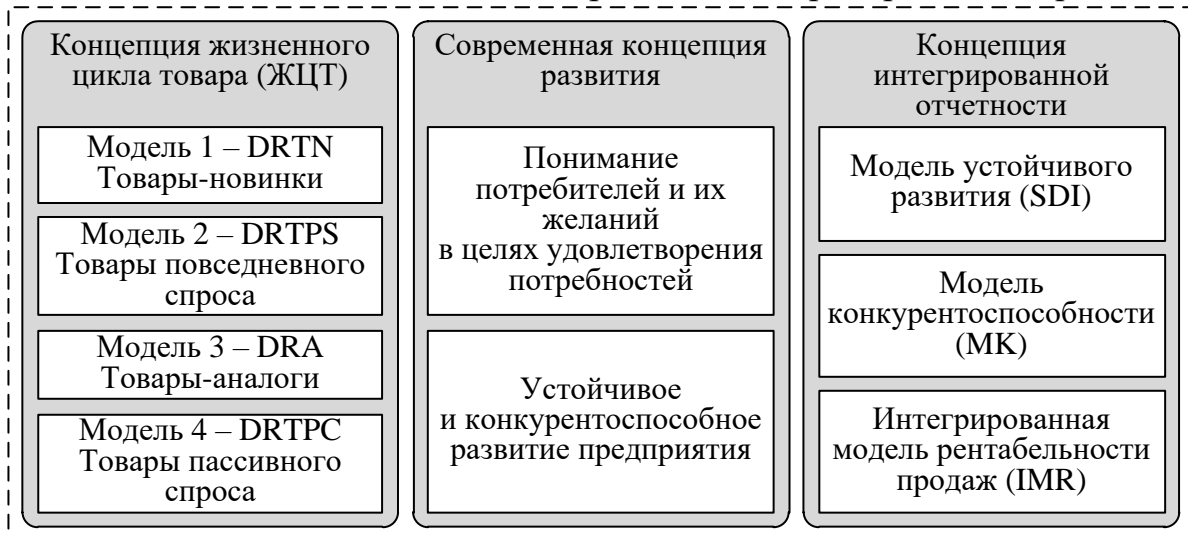 Концепция жизненного
цикла товара (ЖЦТ)
Модель 1 – DRTN
Товары-новинки
Модель 2 – DRTPS
Товары повседневного
спроса
Модель 3 – DRA
Товары-аналоги
Модель 4 – DRTPC
Товары пассивного
спроса
Современная концепция
развития
Понимание
потребителей и их
желаний
в целях удовлетворения
потребностей
Устойчивое
и конкурентоспособное
развитие предприятия
Концепция
интегрированной
отчетности
Модель устойчивого
развития (SDI)
Модель
конкурентоспособности
(МК)
Интегрированная
модель рентабельности
продаж (IMR)